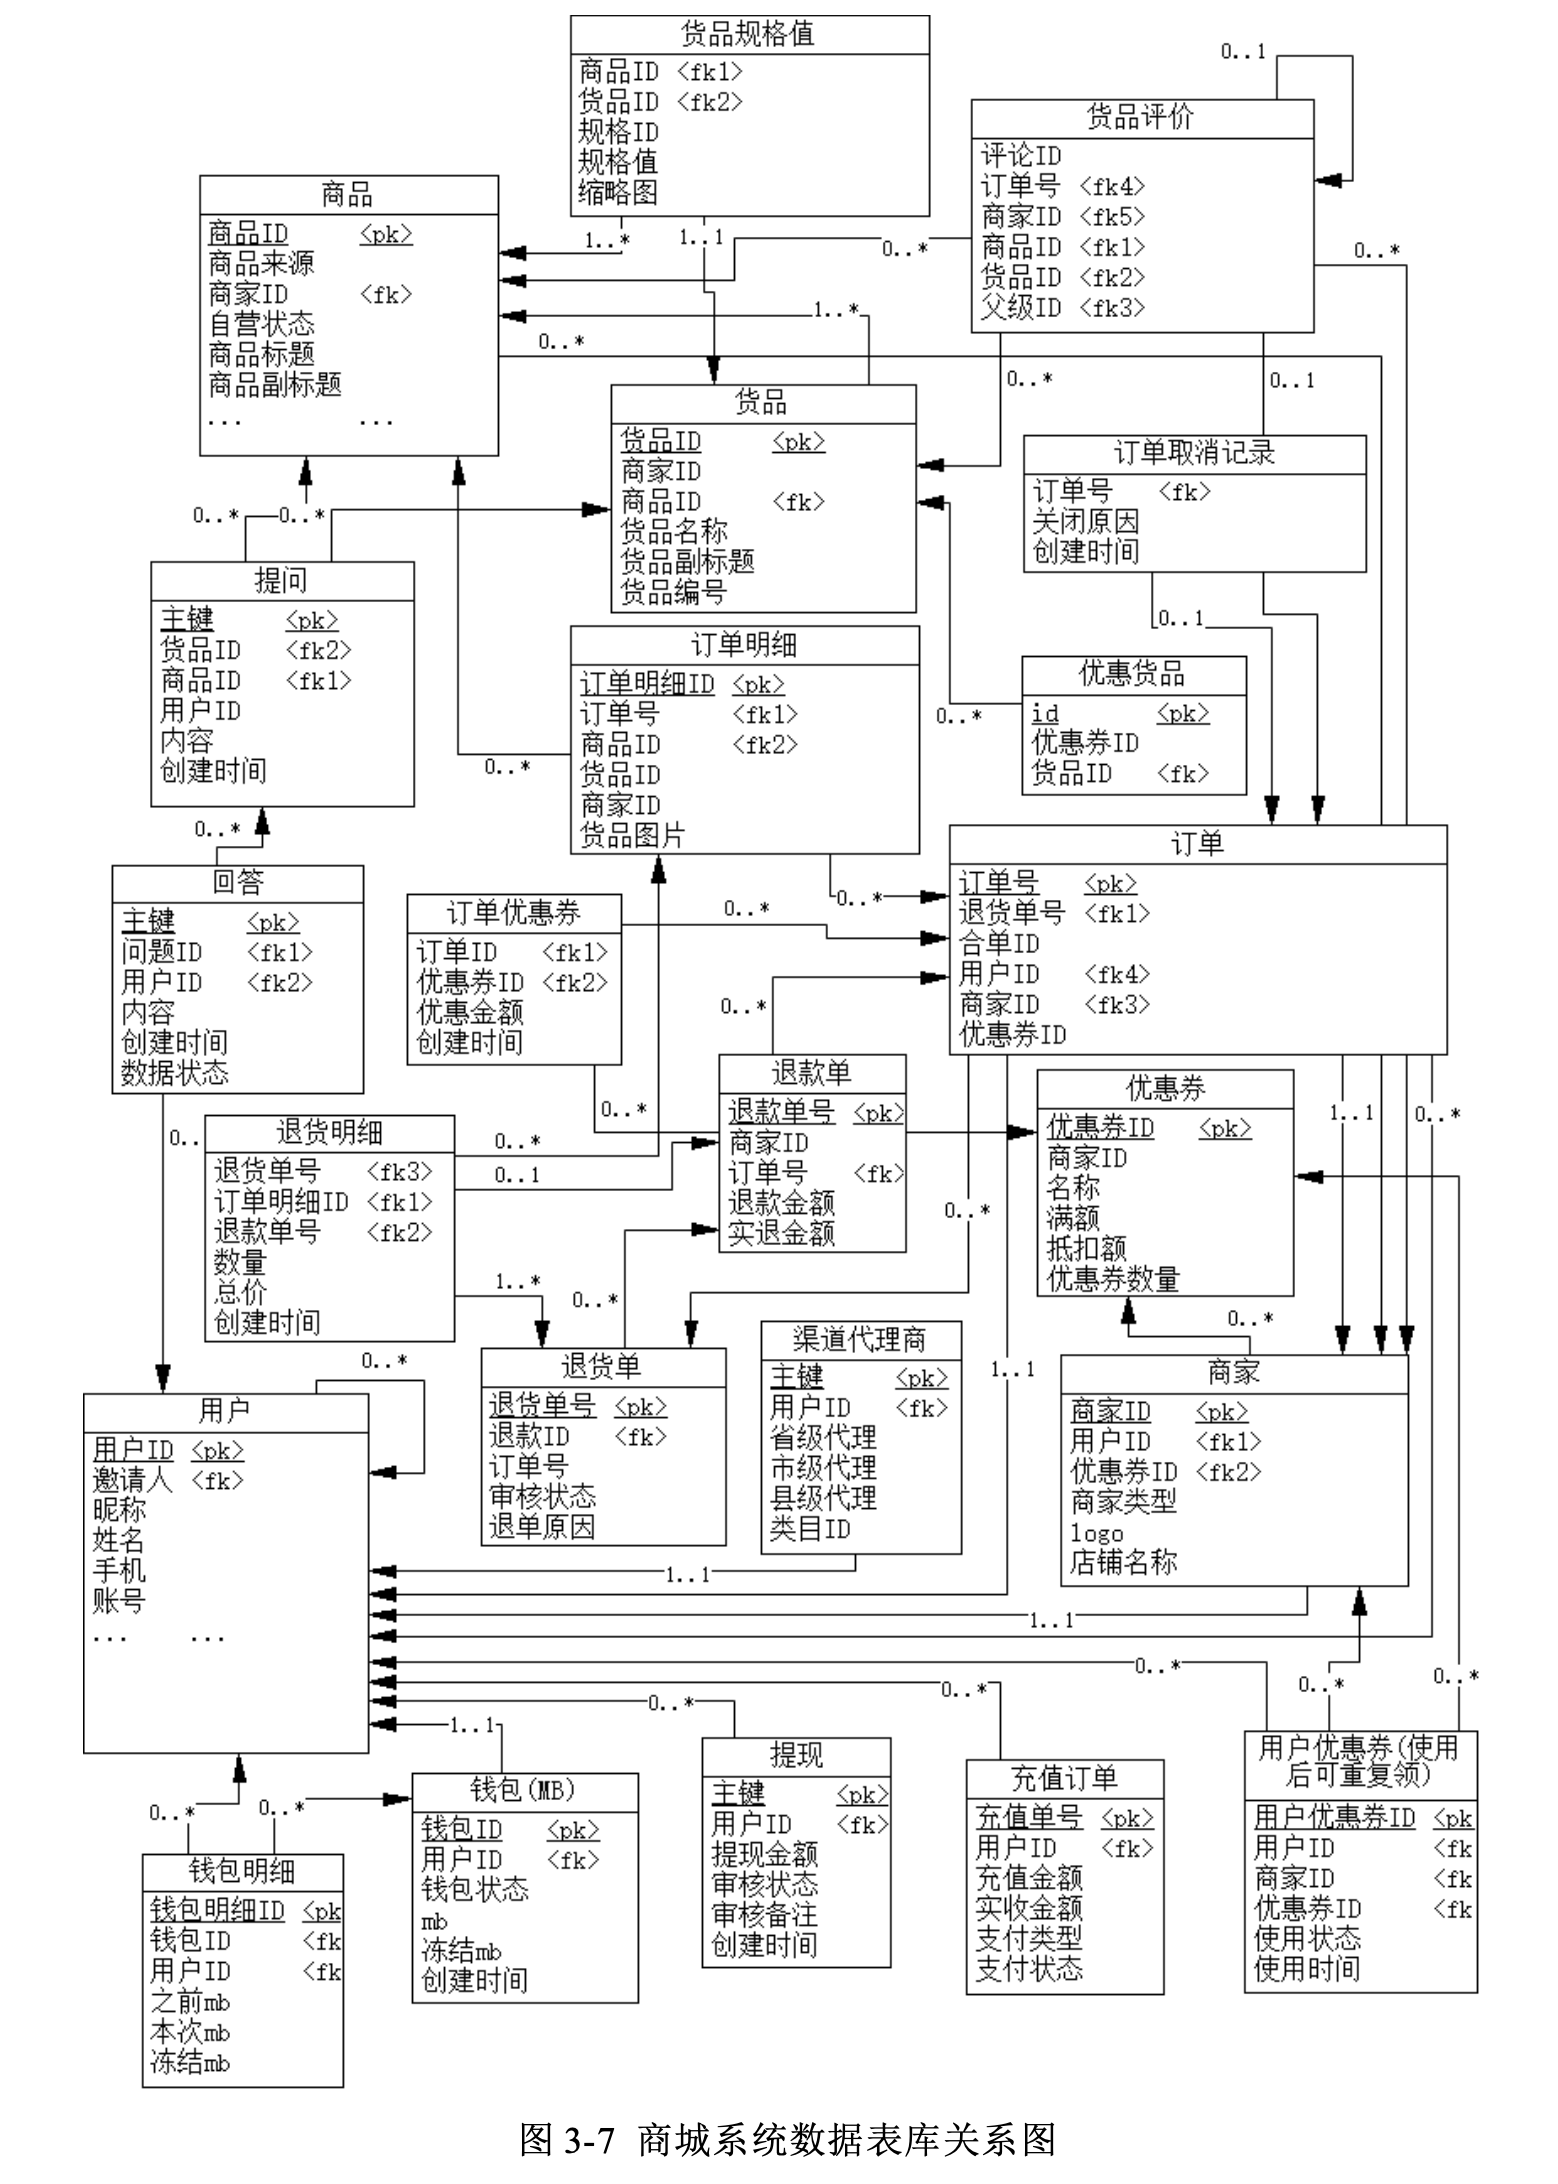 货品规格值
商品ID <fk1>
货品ID <fk2>
规格ID
规格值
缩略图
0..1
货品评价
评论ID
订单号 <fk4>
商家ID <fk5>
商品ID <fk1>
货品ID <fk2>
父级ID <fk3>
商品
商品ID <pk>
商品来源
商家ID <fk>
自营状态
商品标题
商品副标题
... ...
1..*
1..1
0..*
0..*
1..*
0..*
0..*
0..1
货品
货品ID <pk>
商家ID
商品ID <fk>
货品名称
货品副标题
货品编号
订单取消记录
订单号 <fk>
关闭原因
创建时间
0..*
0..*
提问
主键 <pk>
货品ID <fk2>
商品ID <fk1>
用户ID
内容
创建时间
0..1
订单明细
订单明细ID <pk>
订单号 <fk1>
商品ID <fk2>
货品ID
商家ID
货品图片
优惠货品
id <pk>
优惠券ID
货品ID <fk>
0..*
0..*
0..*
回答
主键 <pk>
问题ID <fk1>
用户ID <fk2>
内容
创建时间
数据状态
订单优惠券
订单ID <fk1>
优惠券ID <fk2>
优惠金额
创建时间
0..*
0..*
0..*
订单
订单号 <pk>
退货单号 <fk1>
合单ID
用户ID <fk4>
商家ID <fk3>
优惠券ID
退款单
退款单号 <pk>
商家ID
订单号 <fk>
退款金额
实退金额
优惠券
优惠券ID <pk>
商家ID
名称
满额
抵扣额
优惠券数量
0..*
1..1
0..*
0..
退货明细
退货单号 <fk3>
订单明细ID <fk1>
退款单号 <fk2>
数量
总价
创建时间
0..*
0..1
0..*
1..*
0..*
0..*
渠道代理商
主键 <pk>
用户ID <fk>
省级代理
市级代理
县级代理
类目ID
退货单
退货单号 <pk>
退款ID <fk>
订单号
审核状态
退单原因
1..1
商家
商家ID <pk>
用户ID <fk1>
优惠券ID <fk2>
商家类型
logo
店铺名称
0..*
用户
用户ID <pk>
邀请人 <fk>
昵称
姓名
手机
账号
... ...
1..1
1..1
0..*
0..*
0..*
0..*
0..*
1..1
提现
主键 <pk>
用户ID <fk>
提现金额
审核状态
审核备注
创建时间
充值订单
充值单号 <pk>
用户ID <fk>
充值金额
实收金额
支付类型
支付状态
用户优惠券(使用
后可重复领)
用户优惠券ID <pk
用户ID <fk
商家ID <fk
优惠券ID <fk
使用状态
使用时间
0..*
0..*
钱包(MB)
钱包ID <pk>
用户ID <fk>
钱包状态
mb
冻结mb
创建时间
钱包明细
钱包明细ID <pk
钱包ID <fk
用户ID <fk
之前mb
本次mb
冻结mb
图 3-7 商城系统数据表库关系图